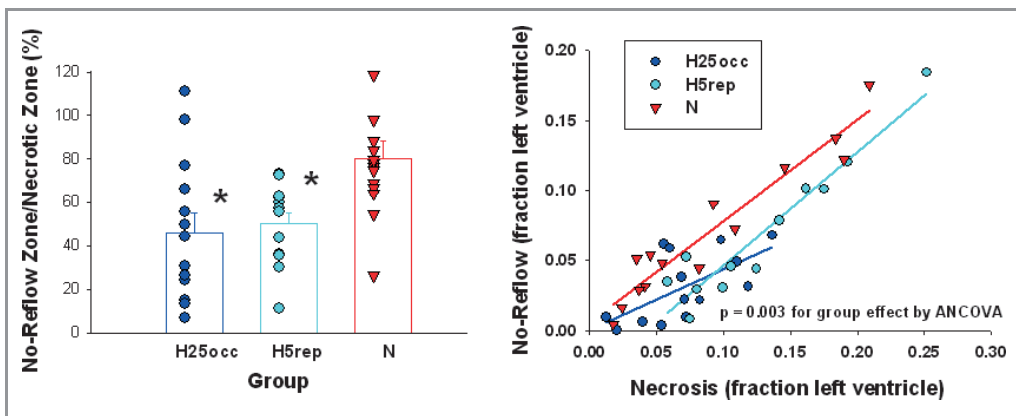 No-Reflow Zone/Necrotic Zone (%)
120
100
80
60
40
20
0
*
*
H25occ
H5rep
N
Group
No-Reflow (fraction left ventricle)
0.20
0.15
0.10
0.05
0.00
H25occ
H5rep
N
p = 0.003 for group effect by ANCOVA
0.00
0.05
0.10
0.15
0.20
0.25
0.30
Necrosis (fraction left ventricle)